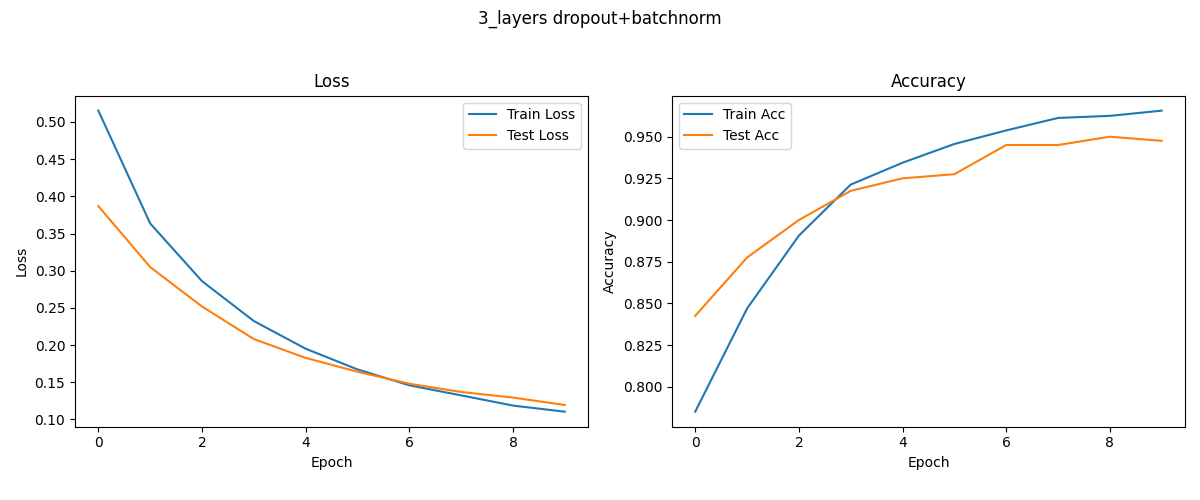 3_layers dropout+batchnorm
Loss
Train Loss
Test Loss
0.50
0.45
0.40
0.35
0.30
0.25
0.20
0.15
0.10
Loss
0 2 4 6 8
Epoch
Accuracy
Train Acc
Test Acc
0.950
0.925
0.900
0.875
0.850
0.825
0.800
Accuracy
0 2 4 6 8
Epoch